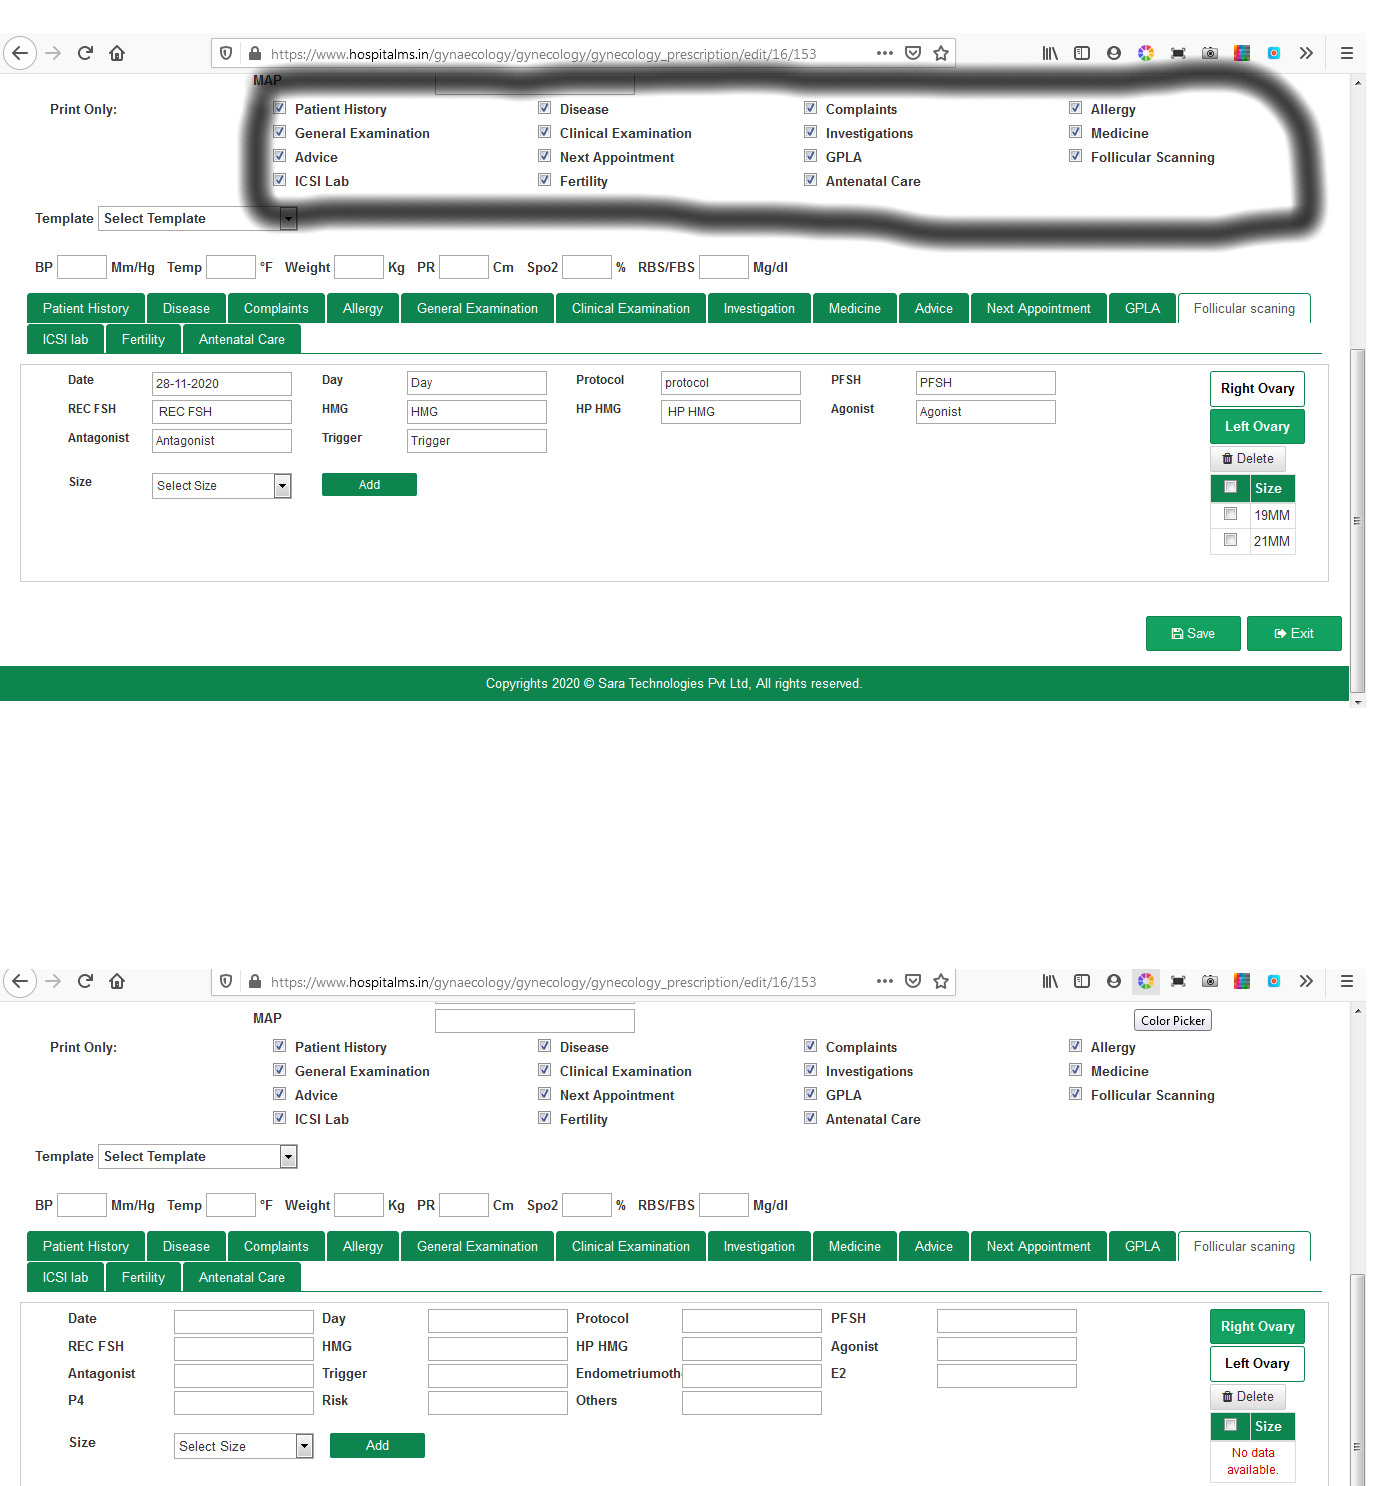 https://www.hospitalms.in/gynaecology/gynecology/gynecology_prescription/edit/16/153
MAP
Print Only: Patient History Disease Complaints Allergy
General Examination Clinical Examination Investigations Medicine
Advice Next Appointment GPLA Follicular Scanning
ICSI Lab Fertility Antenatal Care
Template Select Template
BP Mm/Hg Temp °F Weight Kg PR Cm Spo2 % RBS/FBS Mg/dl
Patient History Disease Complaints Allergy General Examination Clinical Examination Investigation Medicine Advice Next Appointment GPLA Follicular scaning
ICSI lab Fertility Antenatal Care
Date 28-11-2020 Day Day Protocol protocol PFSH PFSH Right Ovary
REC FSH REC FSH HMG HMG HP HMG HP HMG Agonist Agonist
Left Ovary
Antagonist Antagonist Trigger Trigger
Delete
Size Select Size Add Size
19MM
21MM
Save Exit
Copyrights 2020 © Sara Technologies Pvt Ltd, All rights reserved.
https://www.hospitalms.in/gynaecology/gynecology/gynecology_prescription/edit/16/153
MAP Color Picker
Print Only: Patient History Disease Complaints Allergy
General Examination Clinical Examination Investigations Medicine
Advice Next Appointment GPLA Follicular Scanning
ICSI Lab Fertility Antenatal Care
Template Select Template
BP Mm/Hg Temp °F Weight Kg PR Cm Spo2 % RBS/FBS Mg/dl
Patient History Disease Complaints Allergy General Examination Clinical Examination Investigation Medicine Advice Next Appointment GPLA Follicular scaning
ICSI lab Fertility Antenatal Care
Date Day Protocol PFSH Right Ovary
REC FSH HMG HP HMG Agonist
Left Ovary
Antagonist Trigger Endometriumoth E2
P4 Risk Others Delete
Size
Size Select Size Add
No data
available.